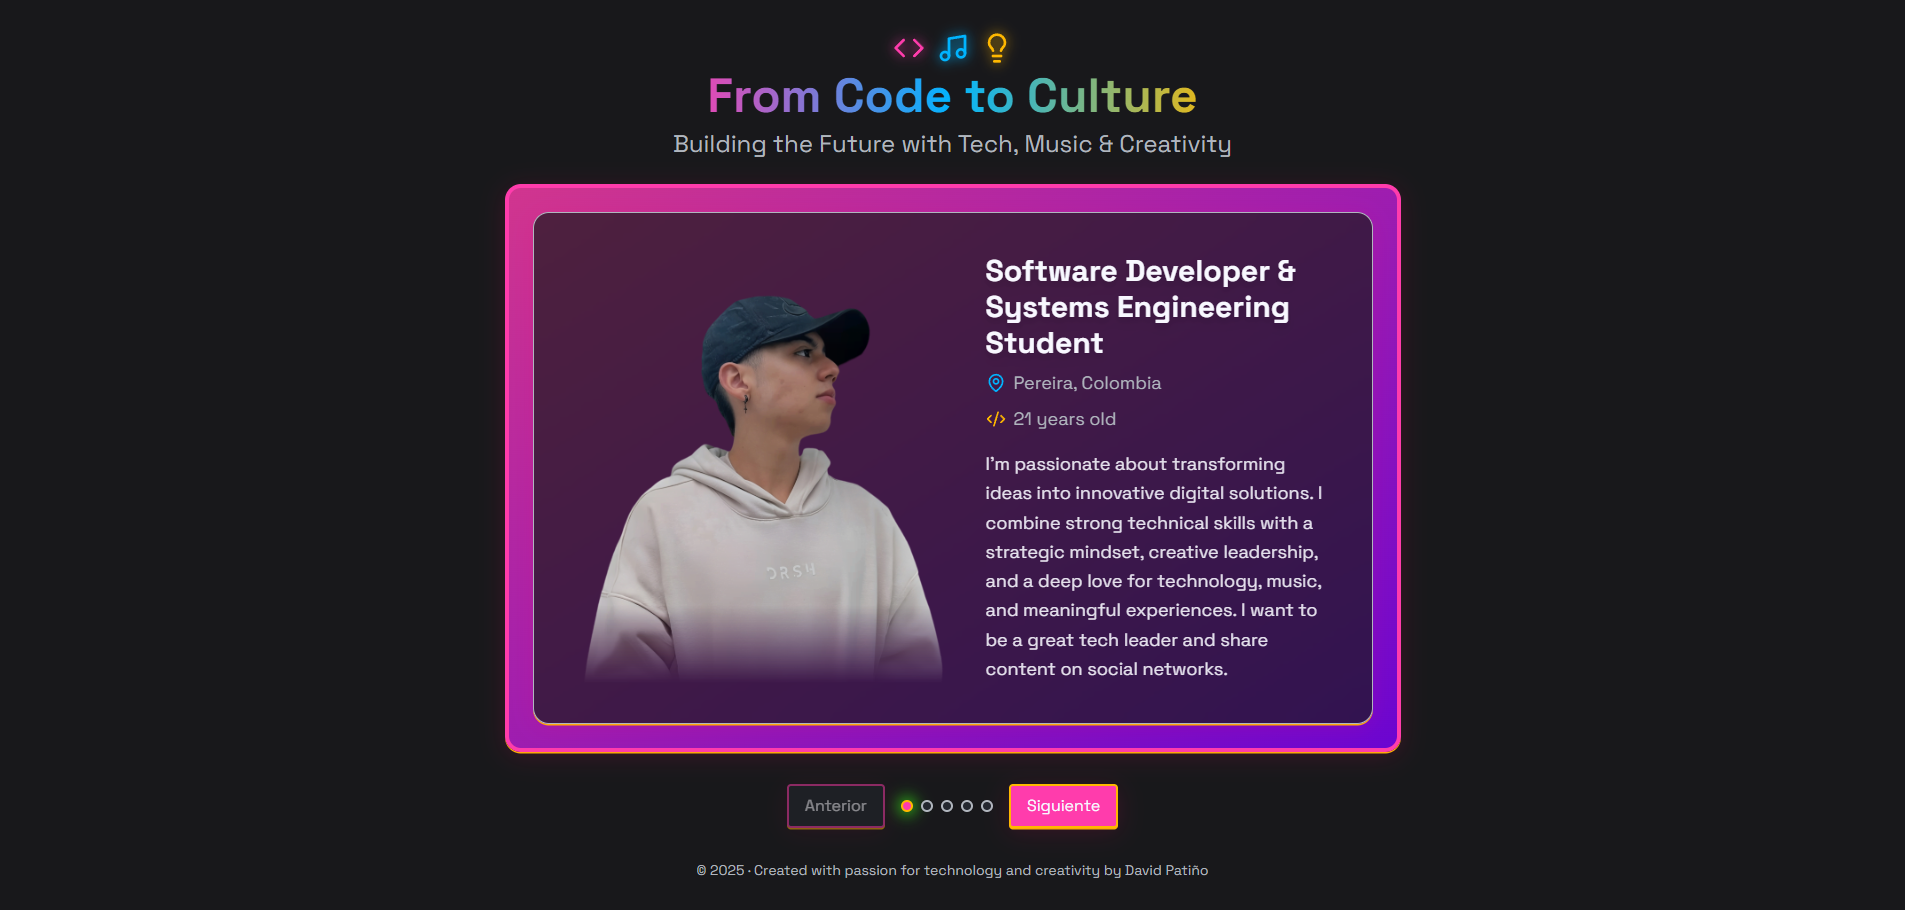 From Code to Culture
Building the Future with Tech, Music & Creativity
Software Developer &
Systems Engineering
Student
Pereira, Colombia
21 years old
I'm passionate about transforming
ideas into innovative digital solutions. I
combine strong technical skills with a
strategic mindset, creative leadership,
and a deep love for technology, music,
and meaningful experiences. I want to
be a great tech leader and share
content on social networks.
Anterior
Siguiente
© 2025 · Created with passion for technology and creativity by David Patiño